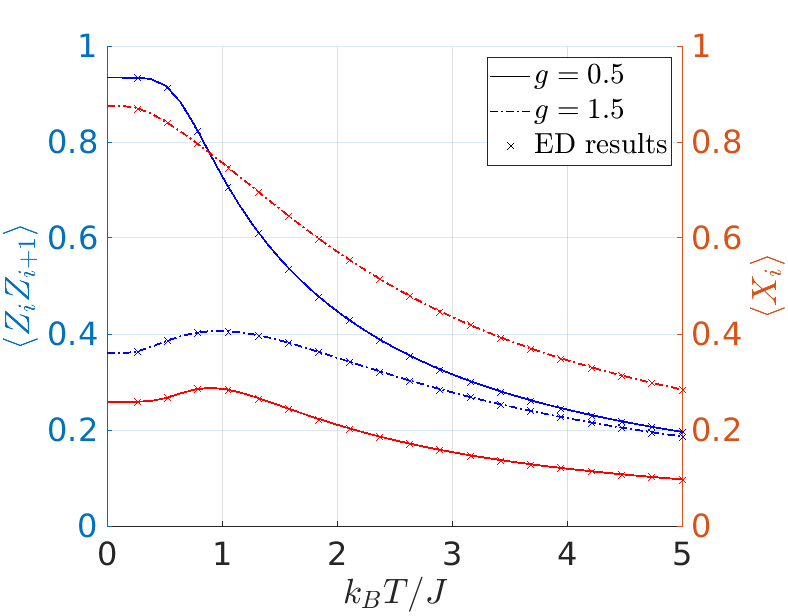 1
0.8
0.6
0.4
0.2
0
⟨Z_i Z_{i+1}⟩
g = 0.5
g = 1.5
ED results
1
0.8
0.6
0.4
0.2
0
⟨X_i⟩
0 1 2 3 4 5
k_B T/J